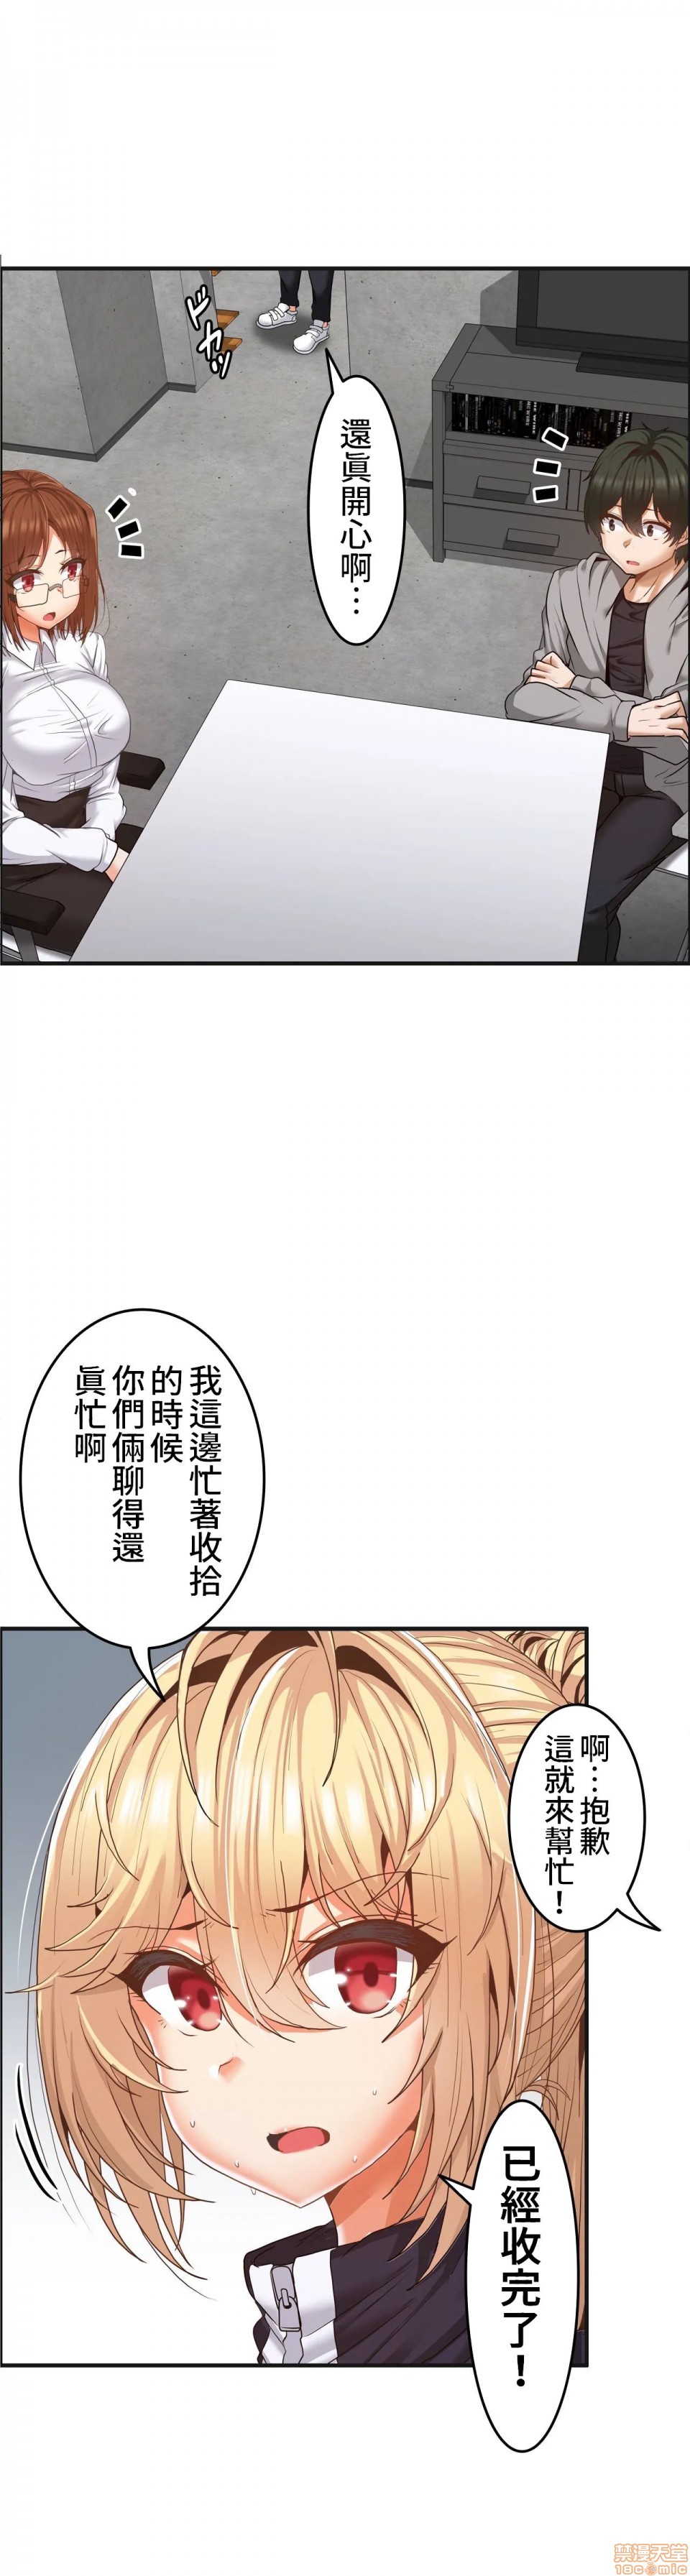 ドカッ
還眞開心啊…
我這邊忙著收拾
的時候
你們倆聊得還
眞忙啊
啊…抱歉
這就來幫忙！
已經收完了！
禁漫天堂